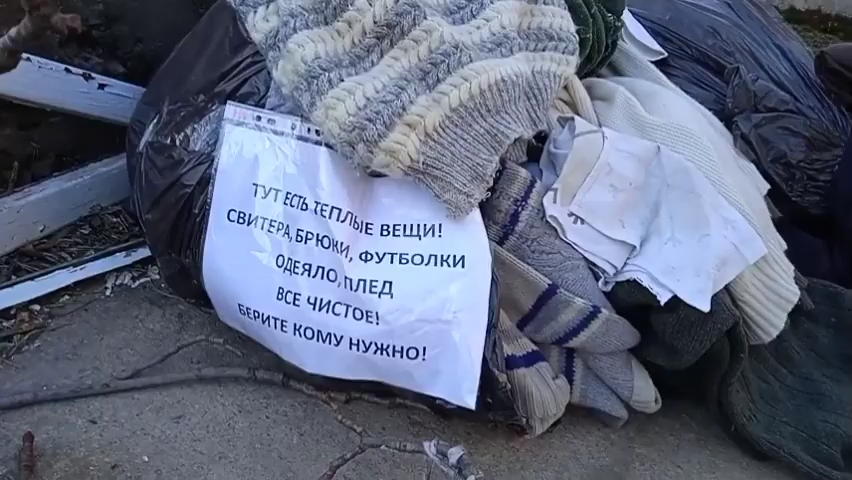 ТУТ ЕСТЬ ТЕПЛЫЕ ВЕЩИ!
СВИТЕРА, БРЮКИ, ФУТБОЛКИ
ОДЕЯЛО, ПЛЕД
ВСЕ ЧИСТОЕ!
БЕРИТЕ КОМУ НУЖНО!